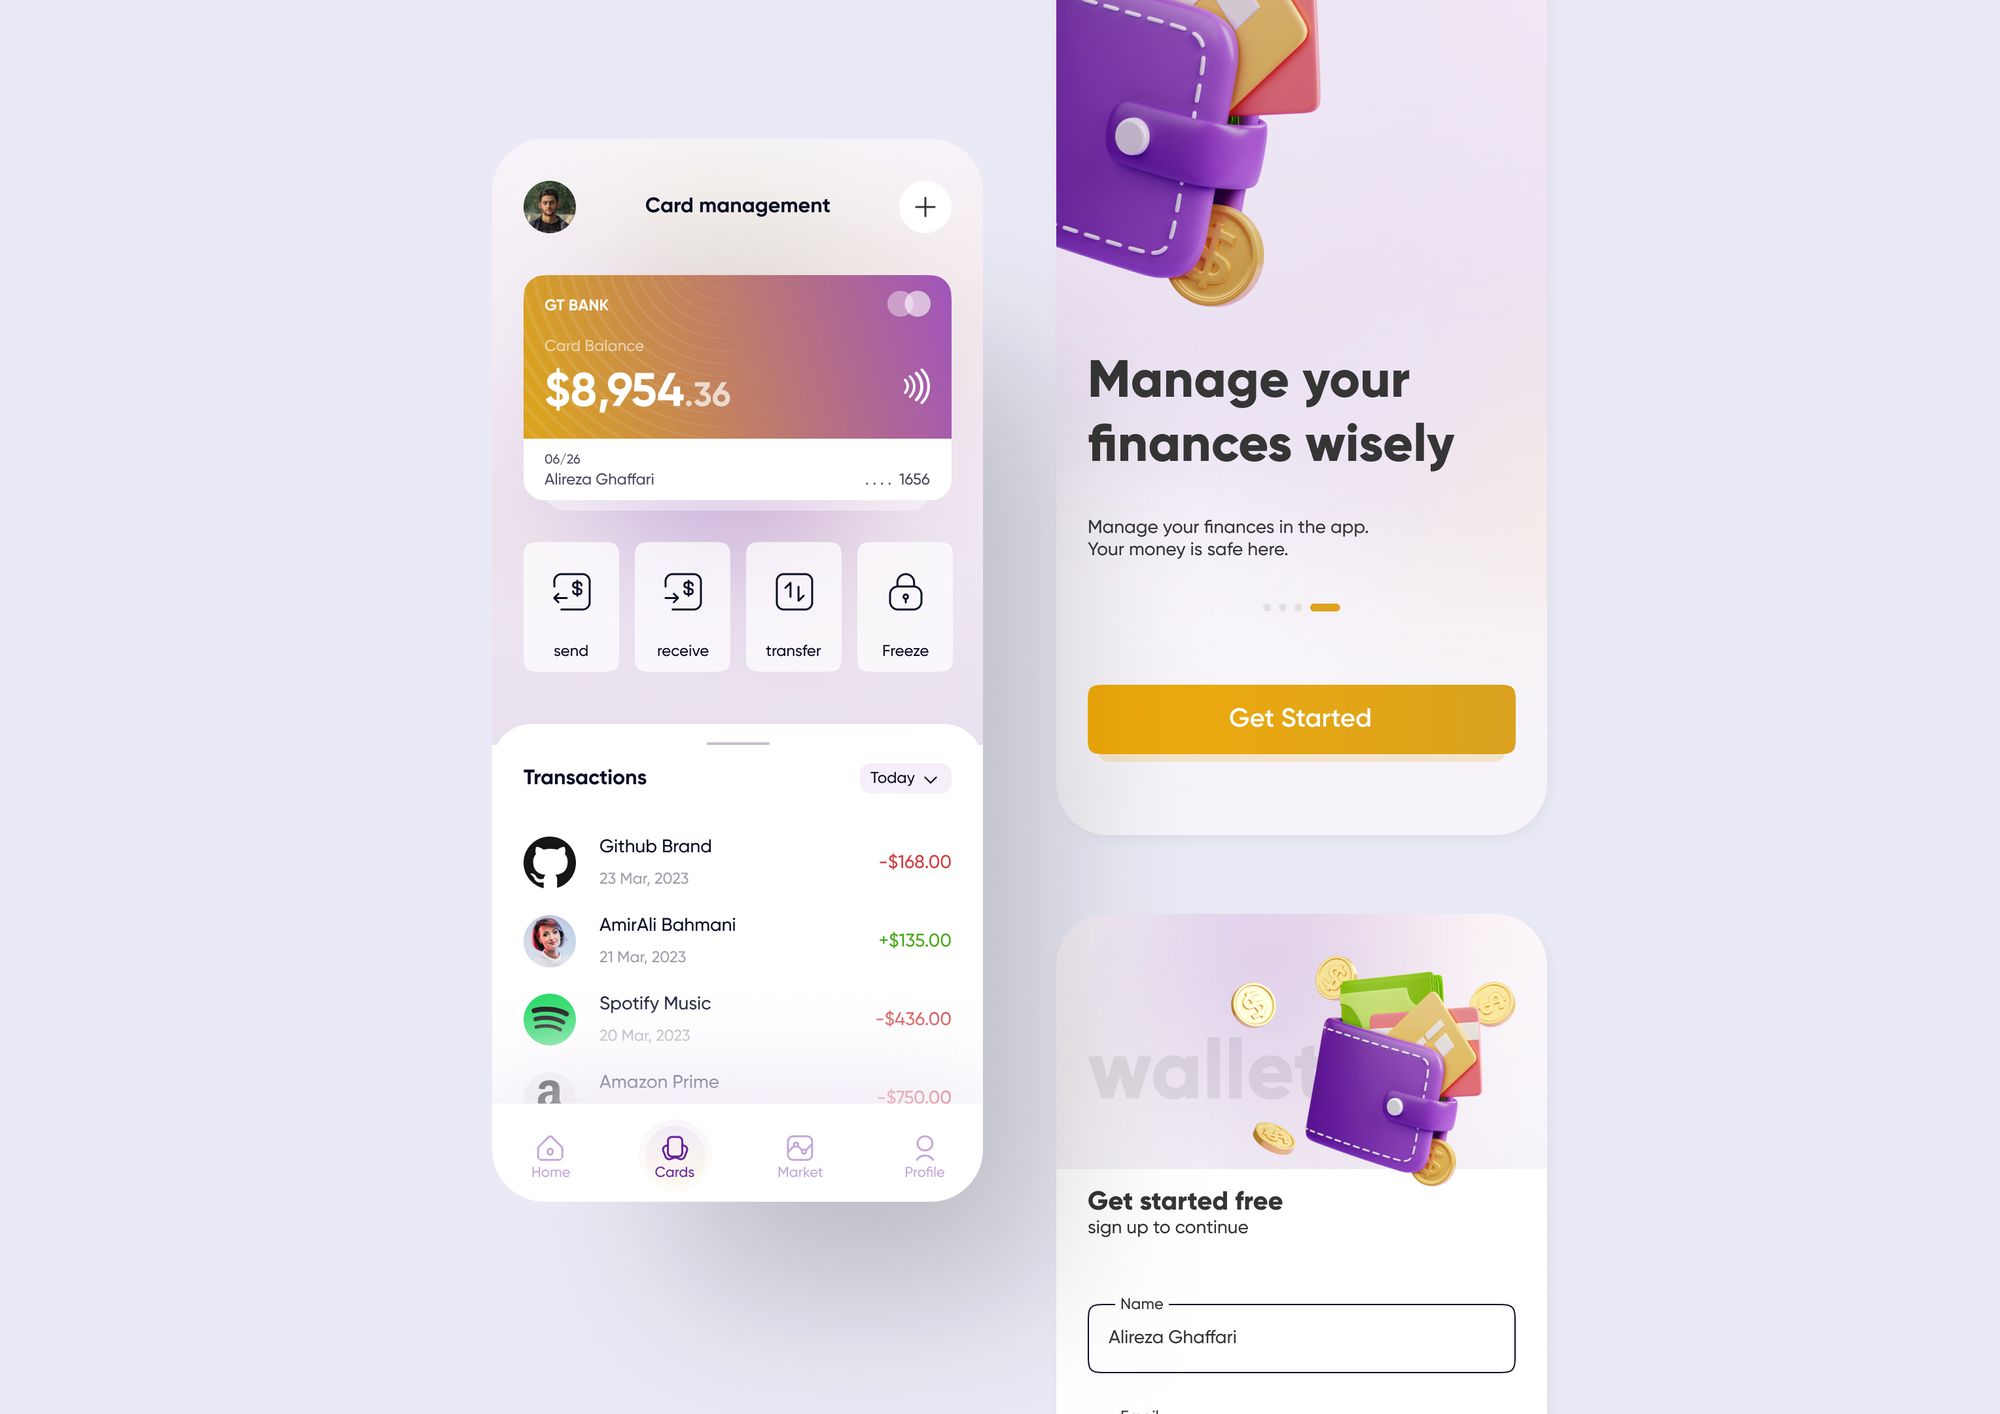 Card management
GT BANK
Card Balance
$8,954.36
06/26
Alireza Ghaffari
.... 1656
send
receive
transfer
Freeze
Transactions
Today
Github Brand
23 Mar, 2023
-$168.00
AmirAli Bahmani
21 Mar, 2023
+$135.00
Spotify Music
20 Mar, 2023
-$436.00
a
Amazon Prime
-$750.00
Home
Cards
Market
Profile
Manage your
finances wisely
Manage your finances in the app.
Your money is safe here.
Get Started
wallet
Get started free
sign up to continue
Name
Alireza Ghaffari